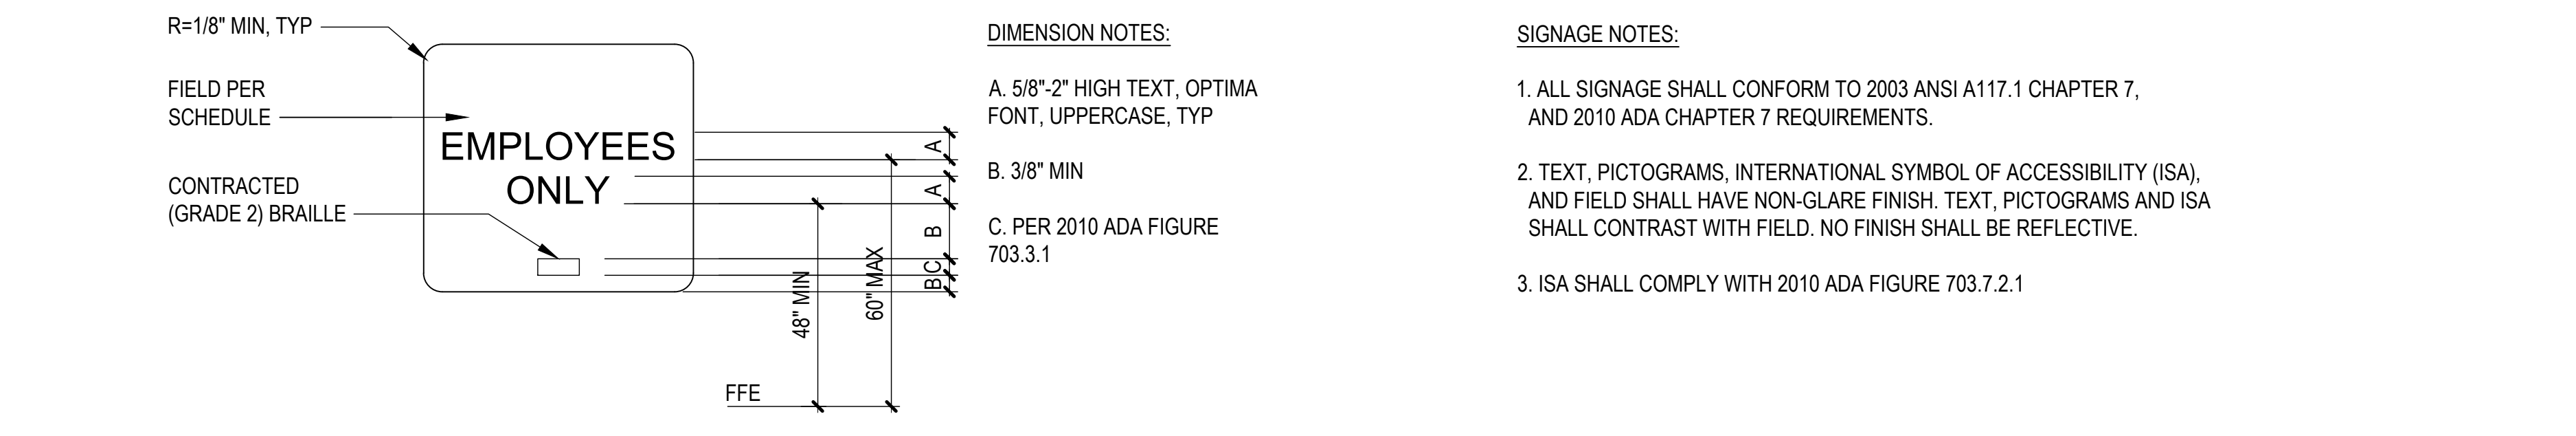 R=1/8" MIN, TYP
FIELD PER
SCHEDULE
CONTRACTED
(GRADE 2) BRAILLE
EMPLOYEES
ONLY
A
A
B
C
B
48" MIN
60" MAX
FFE
DIMENSION NOTES:
A. 5/8"-2" HIGH TEXT, OPTIMA
FONT, UPPERCASE, TYP
B. 3/8" MIN
C. PER 2010 ADA FIGURE
703.3.1
SIGNAGE NOTES:
1. ALL SIGNAGE SHALL CONFORM TO 2003 ANSI A117.1 CHAPTER 7,
AND 2010 ADA CHAPTER 7 REQUIREMENTS.
2. TEXT, PICTOGRAMS, INTERNATIONAL SYMBOL OF ACCESSIBILITY (ISA),
AND FIELD SHALL HAVE NON-GLARE FINISH. TEXT, PICTOGRAMS AND ISA
SHALL CONTRAST WITH FIELD. NO FINISH SHALL BE REFLECTIVE.
3. ISA SHALL COMPLY WITH 2010 ADA FIGURE 703.7.2.1